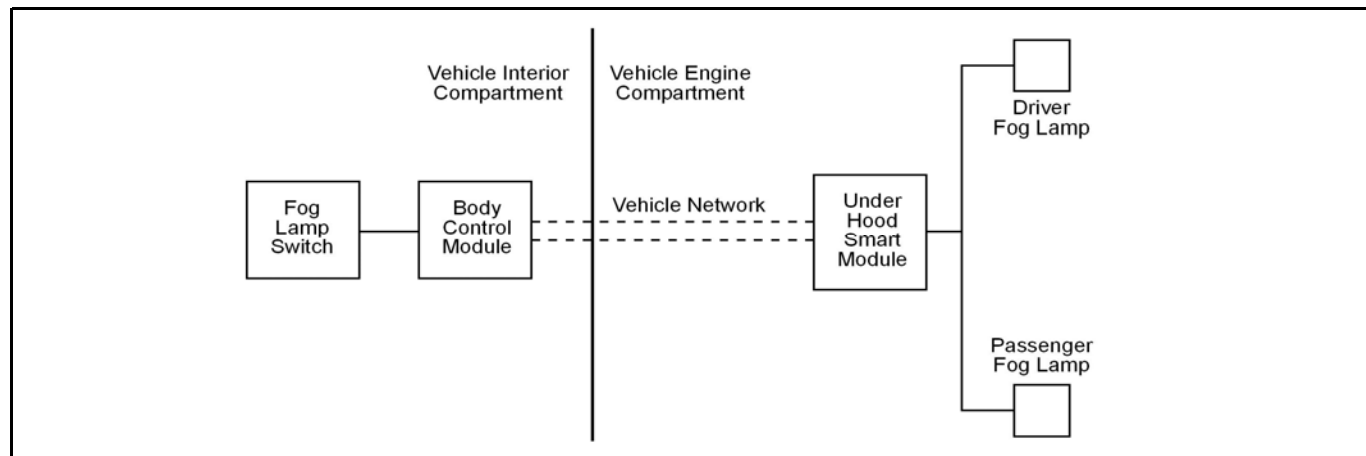 Vehicle Interior
Compartment
Vehicle Engine
Compartment
Driver
Fog Lamp
Fog
Lamp
Switch
Body
Control
Module
Vehicle Network
Under
Hood
Smart
Module
Passenger
Fog Lamp